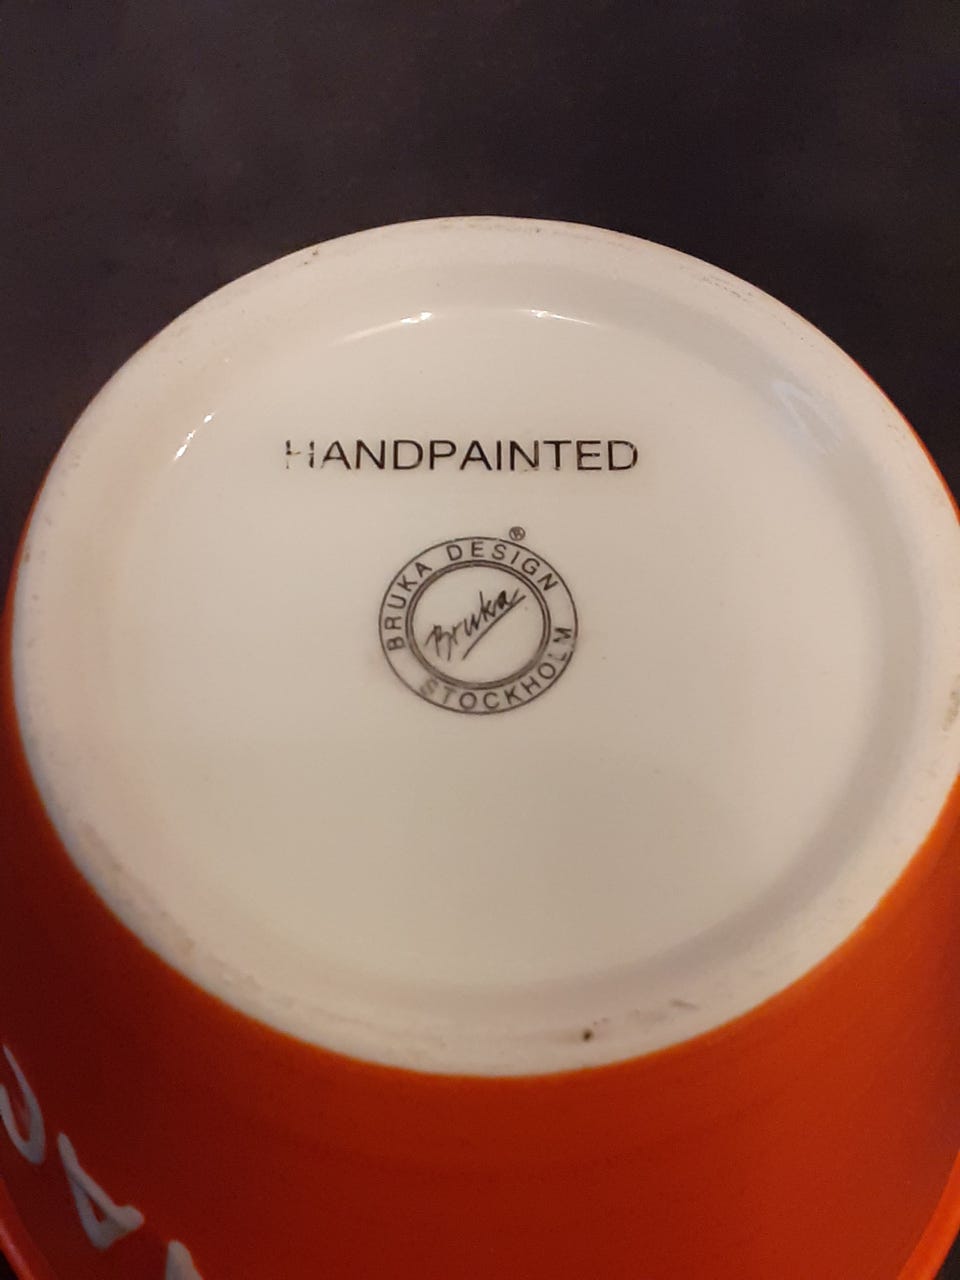 HANDPAINTED
BRUKA DESIGN ®
Bruka
STOCKHOLM